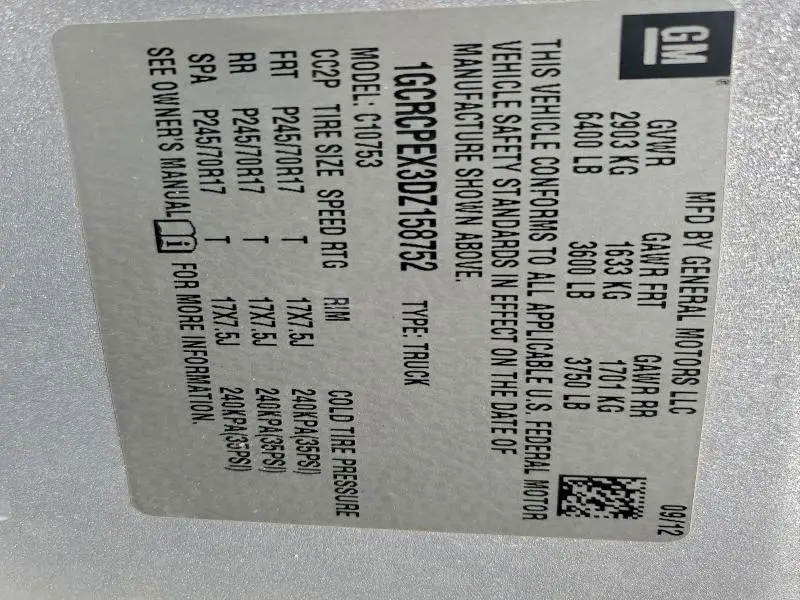 GM
MFD BY GENERAL MOTORS LLC 09/12
GVWR GAWR FRT GAWR RR
2903 KG 1633 KG 1701 KG
6400 LB 3600 LB 3750 LB
THIS VEHICLE CONFORMS TO ALL APPLICABLE U.S. FEDERAL MOTOR
VEHICLE SAFETY STANDARDS IN EFFECT ON THE DATE OF
MANUFACTURE SHOWN ABOVE.
1GCRCPEX3DZ158752 TYPE: TRUCK
MODEL: C10753
CC2P TIRE SIZE SPEED RTG RIM COLD TIRE PRESSURE
FRT P245/70R17 T 17X7.5J 240KPA(35PSI)
RR P245/70R17 T 17X7.5J 240KPA(35PSI)
SPA P245/70R17 T 17X7.5J 240KPA(35PSI)
SEE OWNER'S MANUAL i FOR MORE INFORMATION.